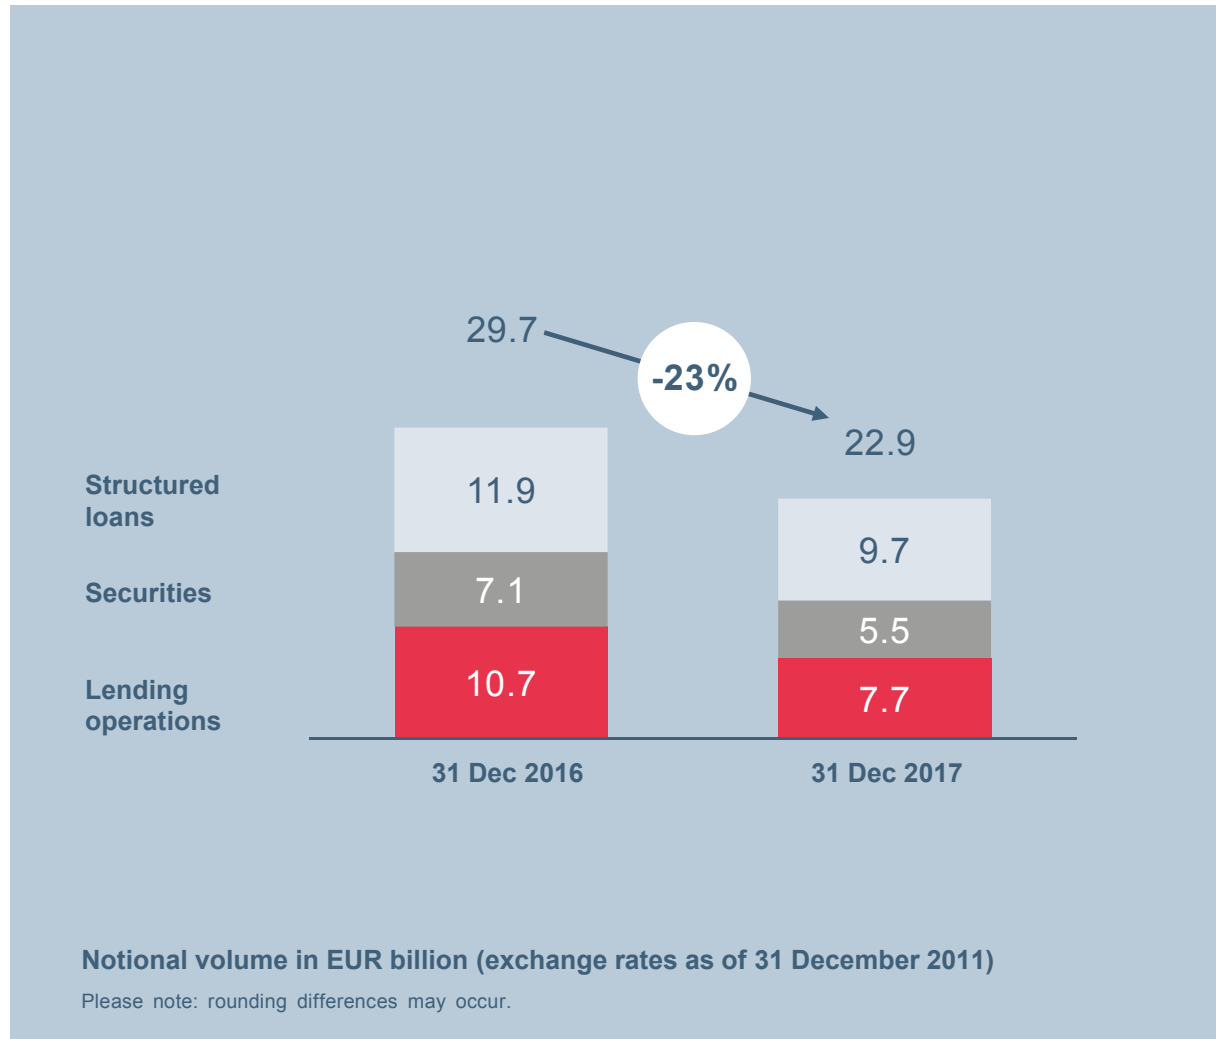 29.7
-23%
22.9
Structured
loans
11.9
9.7
Securities
7.1
5.5
Lending
operations
10.7
7.7
31 Dec 2016
31 Dec 2017
Notional volume in EUR billion (exchange rates as of 31 December 2011)
Please note: rounding differences may occur.